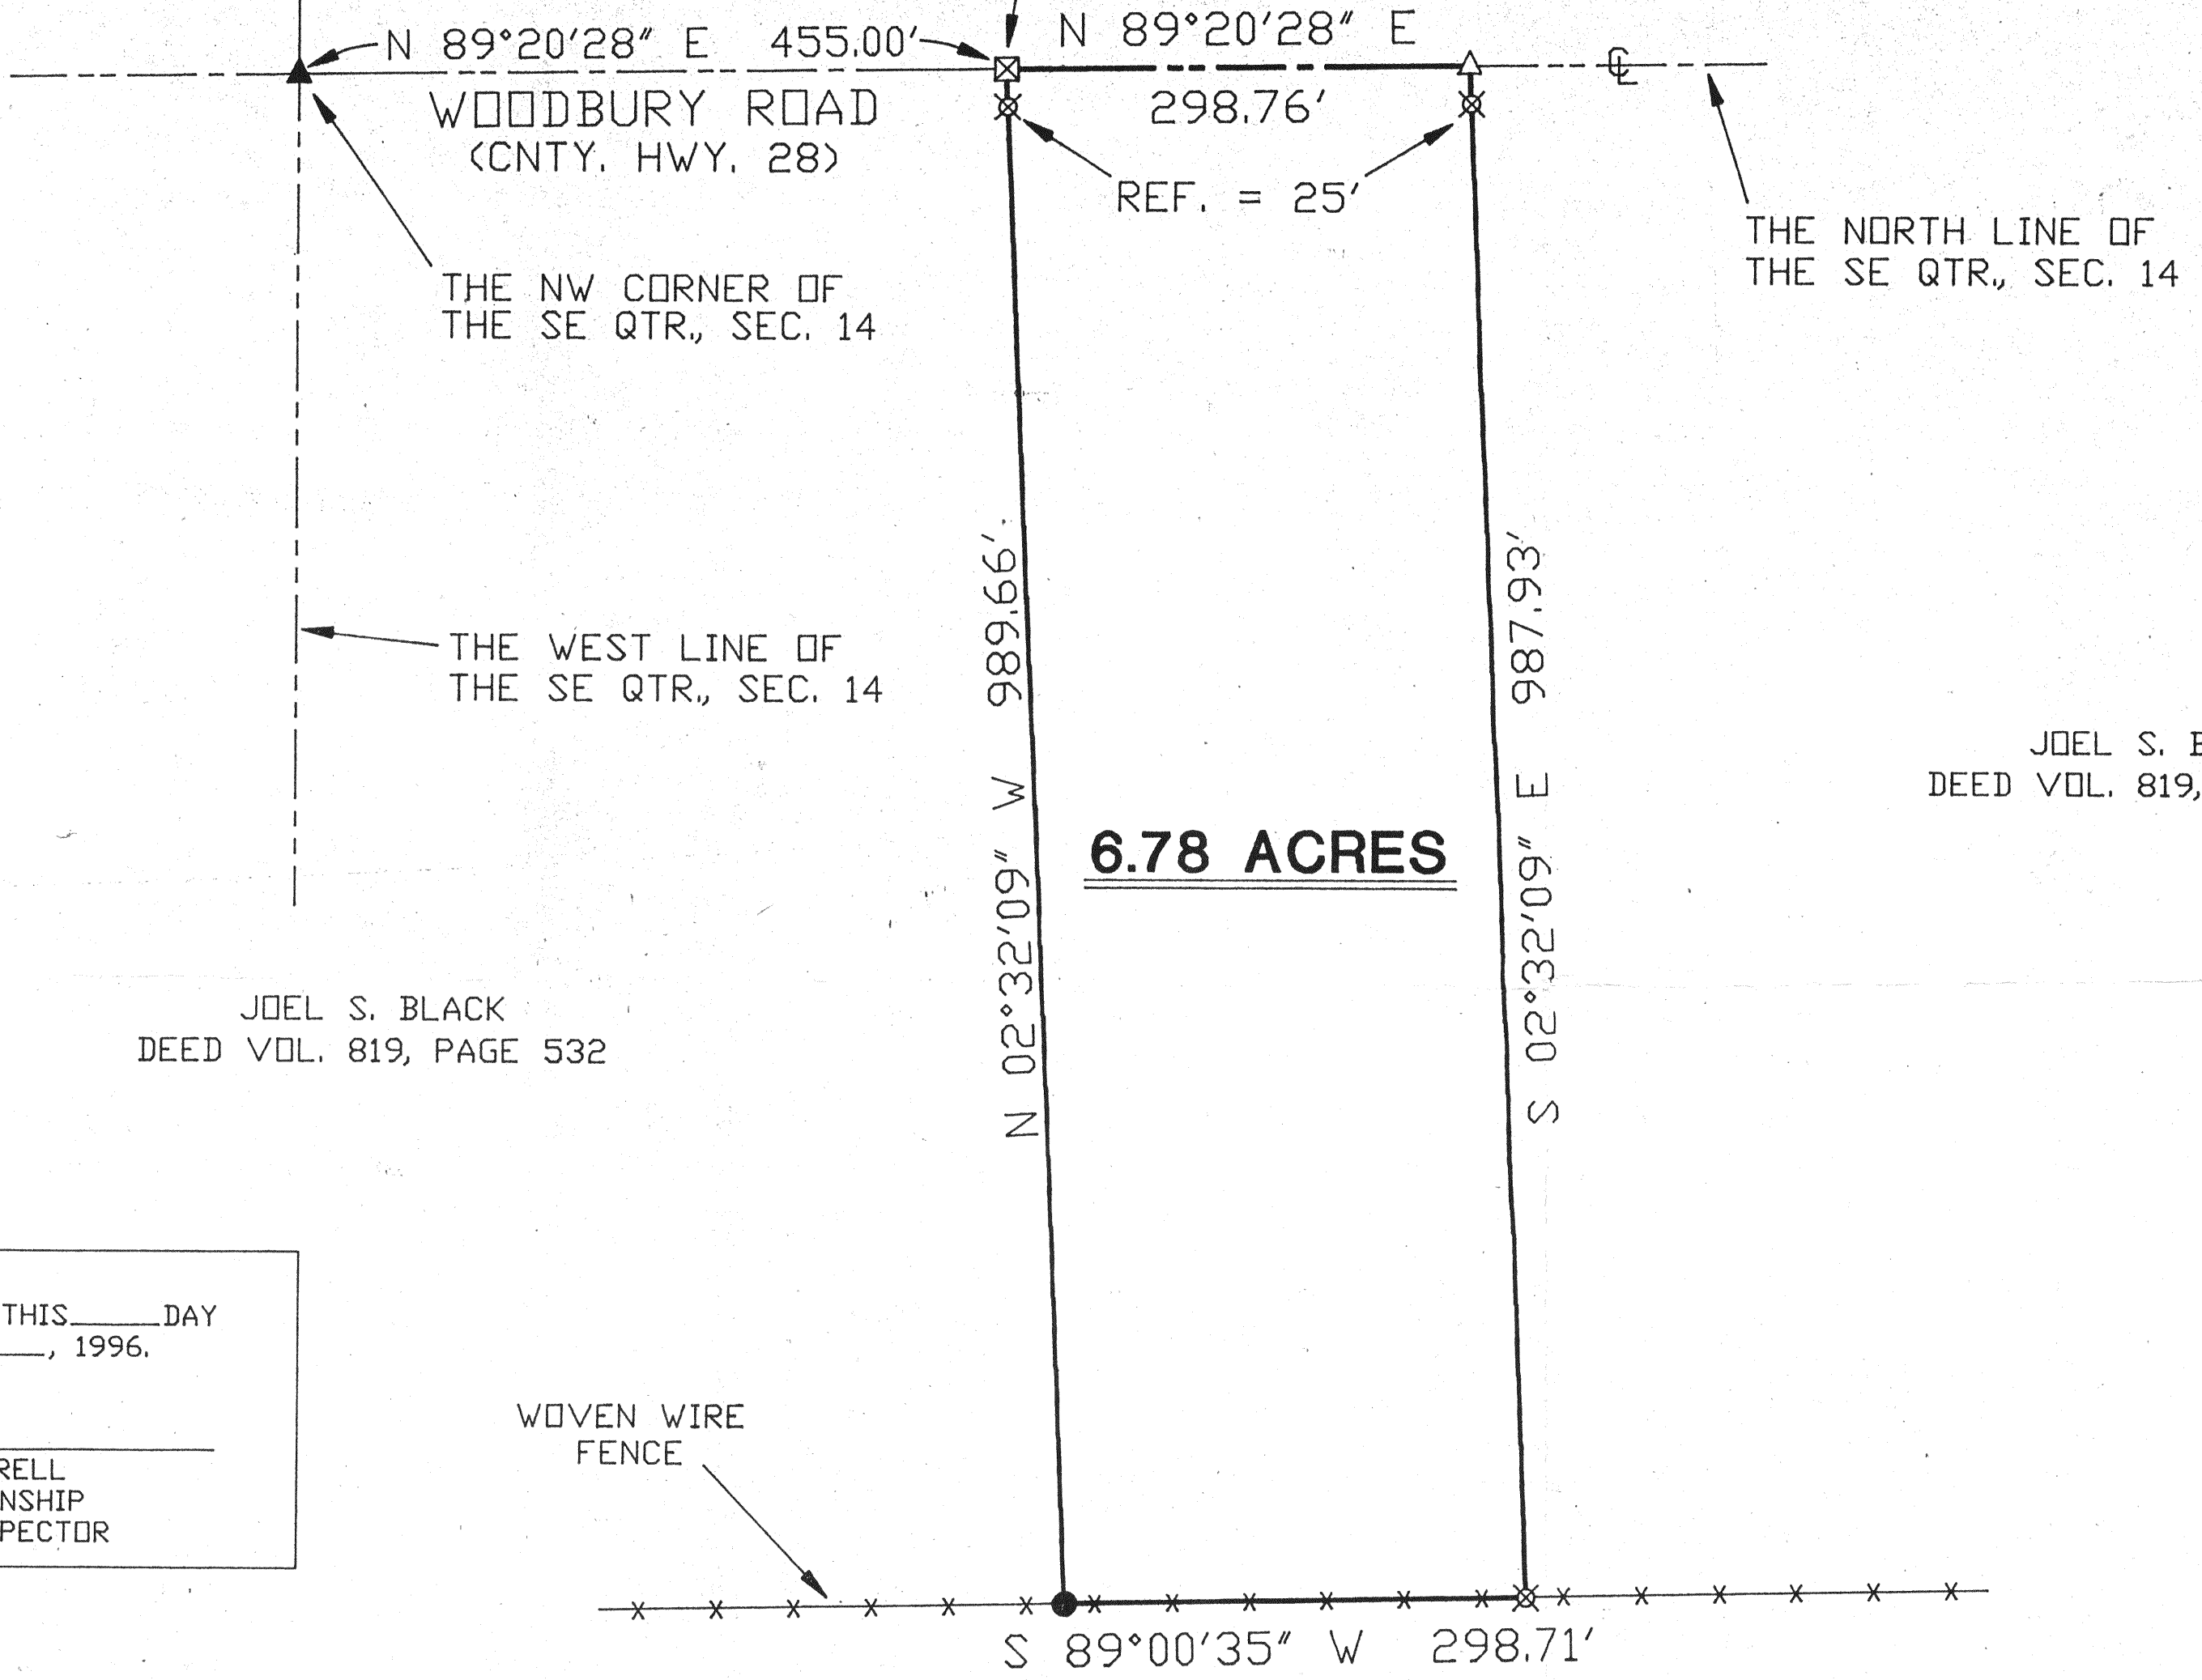 N 89°20'28" E 455.00'
N 89°20'28" E
℄
WOODBURY ROAD
(CNTY. HWY. 28)
298.76'
REF. = 25'
THE NORTH LINE OF
THE SE QTR., SEC. 14
THE NW CORNER OF
THE SE QTR., SEC. 14
THE WEST LINE OF
THE SE QTR., SEC. 14
N 02°32'09" W 989.66'
S 02°32'09" E 987.93'
6.78 ACRES
JOEL S.
DEED VOL. 819,
JOEL S. BLACK
DEED VOL. 819, PAGE 532
THIS_____DAY
___, 1996.
RELL
NSHIP
PECTOR
WOVEN WIRE
FENCE
S 89°00'35" W 298.71'